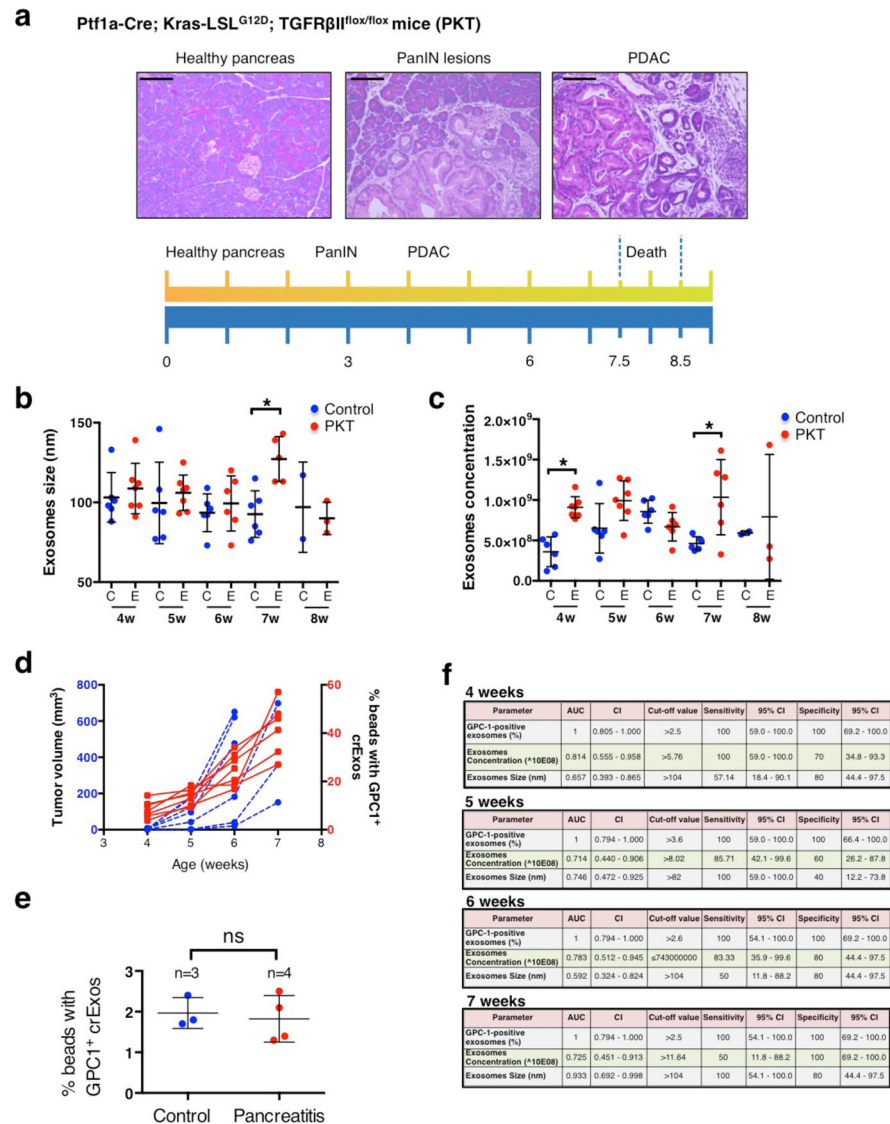 a
Ptf1a-Cre; Kras-LSL^G12D; TGFRβII^flox/flox mice (PKT)
Healthy pancreas PanIN lesions PDAC
Healthy pancreas PanIN PDAC Death
0 3 6 7.5 8.5
b
Exosomes size (nm)
150
100
50
* 
Control
PKT
C E C E C E C E C E
4w 5w 6w 7w 8w
c
Exosomes concentration
2.0×10^9
1.5×10^9
1.0×10^9
5.0×10^8
0.0
* *
Control
PKT
C E C E C E C E C E
4w 5w 6w 7w 8w
d
Tumor volume (mm^3)
800
600
400
200
0
60
40
20
0
% beads with GPC1^+
crExos
3 4 5 6 7 8
Age (weeks)
e
ns
n=3 n=4
% beads with
GPC1^+ crExos
3
2
1
0
Control Pancreatitis
f
4 weeks
Parameter AUC CI Cut-off value Sensitivity 95% CI Specificity 95% CI
GPC-1-positive
exosomes (%) 1 0.805 - 1.000 >2.5 100 59.0 - 100.0 100 69.2 - 100.0
Exosomes
Concentration (^10E08) 0.814 0.555 - 0.958 >5.76 100 59.0 - 100.0 70 34.8 - 93.3
Exosomes Size (nm) 0.657 0.393 - 0.865 >104 57.14 18.4 - 90.1 80 44.4 - 97.5
5 weeks
Parameter AUC CI Cut-off value Sensitivity 95% CI Specificity 95% CI
GPC-1-positive
exosomes (%) 1 0.794 - 1.000 >3.6 100 59.0 - 100.0 100 66.4 - 100.0
Exosomes
Concentration (^10E08) 0.714 0.440 - 0.906 >8.02 85.71 42.1 - 99.6 60 26.2 - 87.8
Exosomes Size (nm) 0.746 0.472 - 0.925 >82 100 59.0 - 100.0 40 12.2 - 73.8
6 weeks
Parameter AUC CI Cut-off value Sensitivity 95% CI Specificity 95% CI
GPC-1-positive
exosomes (%) 1 0.794 - 1.000 >2.6 100 54.1 - 100.0 100 69.2 - 100.0
Exosomes
Concentration (^10E08) 0.783 0.512 - 0.945 ≤743000000 83.33 35.9 - 99.6 80 44.4 - 97.5
Exosomes Size (nm) 0.592 0.324 - 0.824 >104 50 11.8 - 88.2 80 44.4 - 97.5
7 weeks
Parameter AUC CI Cut-off value Sensitivity 95% CI Specificity 95% CI
GPC-1-positive
exosomes (%) 1 0.794 - 1.000 >2.5 100 54.1 - 100.0 100 69.2 - 100.0
Exosomes
Concentration (^10E08) 0.725 0.451 - 0.913 >11.64 50 11.8 - 88.2 100 69.2 - 100.0
Exosomes Size (nm) 0.933 0.692 - 0.998 >104 100 54.1 - 100.0 80 44.4 - 97.5